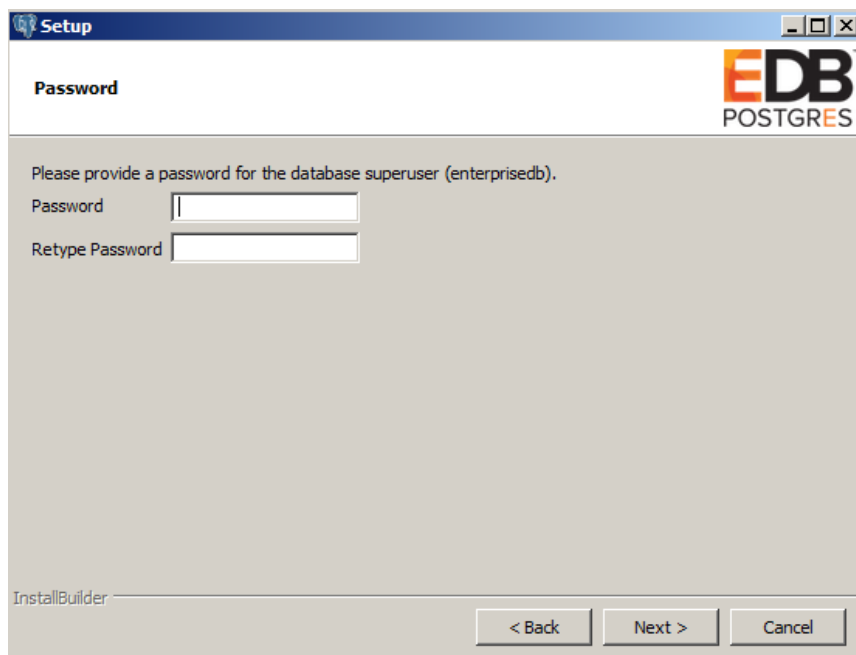 Setup
Password
EDB
POSTGRES
Please provide a password for the database superuser (enterprisedb).
Password
Retype Password
InstallBuilder
< Back
Next >
Cancel